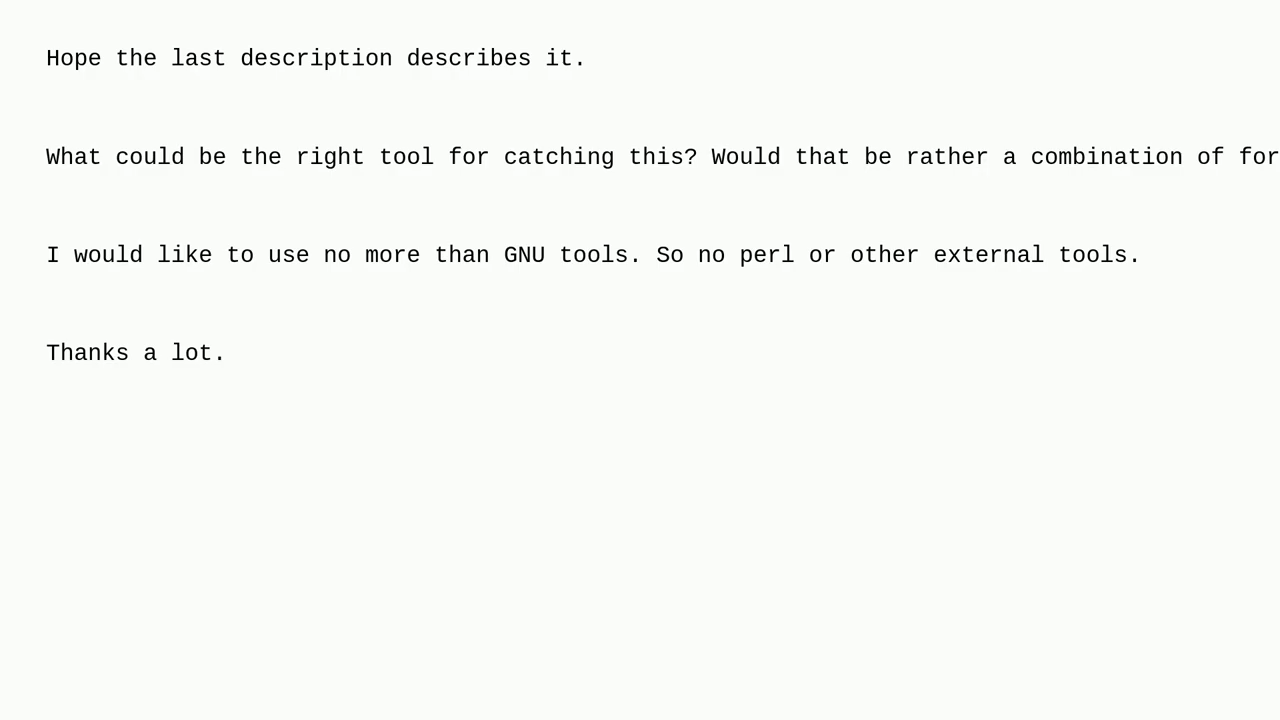 Hope the last description describes it.
What could be the right tool for catching this? Would that be rather a combination of for
I would like to use no more than GNU tools. So no perl or other external tools.
Thanks a lot.